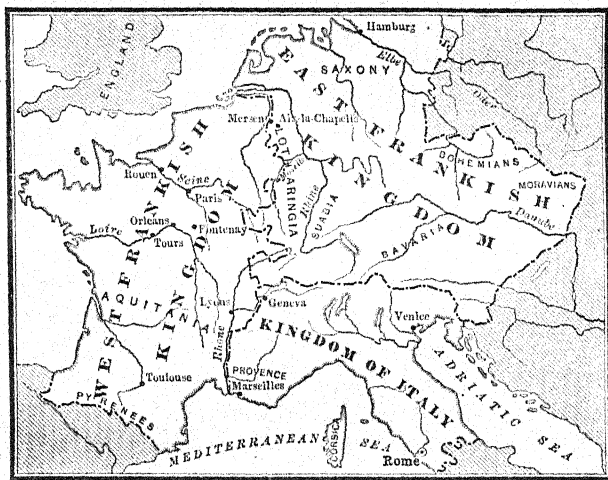 Hamburg
ENGLAND
Elbe
SAXONY
Oder
EAST FRANKISH KINGDOM
Mersen
Aix-la-Chapelle
LOTHARINGIA
BOHEMIANS
MORAVIANS
Rouen
Seine
Paris
Rhine
SUABIA
Danube
WEST FRANKISH KINGDOM
Orleans
Fontenay
Loire
Tours
BAVARIA
AQUITANIA
Lyons
Geneva
Venice
Rhone
KINGDOM OF ITALY
ADRIATIC SEA
PROVENCE
Toulouse
Marseilles
PYRENEES
MEDITERRANEAN SEA
CORSICA
Rome